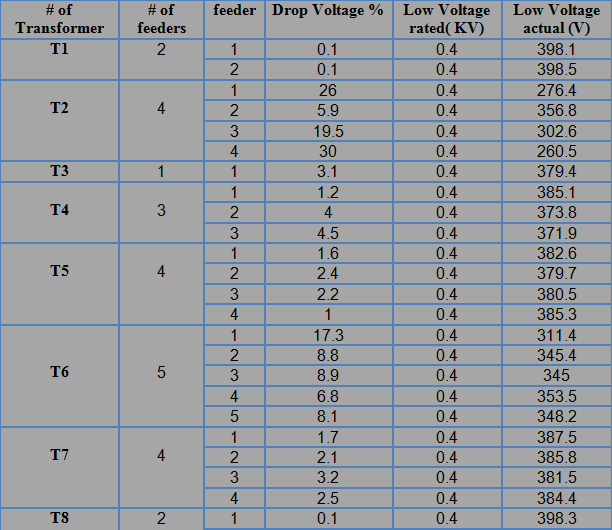 # of Transformer # of feeders feeder Drop Voltage % Low Voltage rated( KV) Low Voltage actual (V)
T1 2 1 0.1 0.4 398.1
2 0.1 0.4 398.5
T2 4 1 26 0.4 276.4
2 5.9 0.4 356.8
3 19.5 0.4 302.6
4 30 0.4 260.5
T3 1 1 3.1 0.4 379.4
T4 3 1 1.2 0.4 385.1
2 4 0.4 373.8
3 4.5 0.4 371.9
T5 4 1 1.6 0.4 382.6
2 2.4 0.4 379.7
3 2.2 0.4 380.5
4 1 0.4 385.3
T6 5 1 17.3 0.4 311.4
2 8.8 0.4 345.4
3 8.9 0.4 345
4 6.8 0.4 353.5
5 8.1 0.4 348.2
T7 4 1 1.7 0.4 387.5
2 2.1 0.4 385.8
3 3.2 0.4 381.5
4 2.5 0.4 384.4
T8 2 1 0.1 0.4 398.3